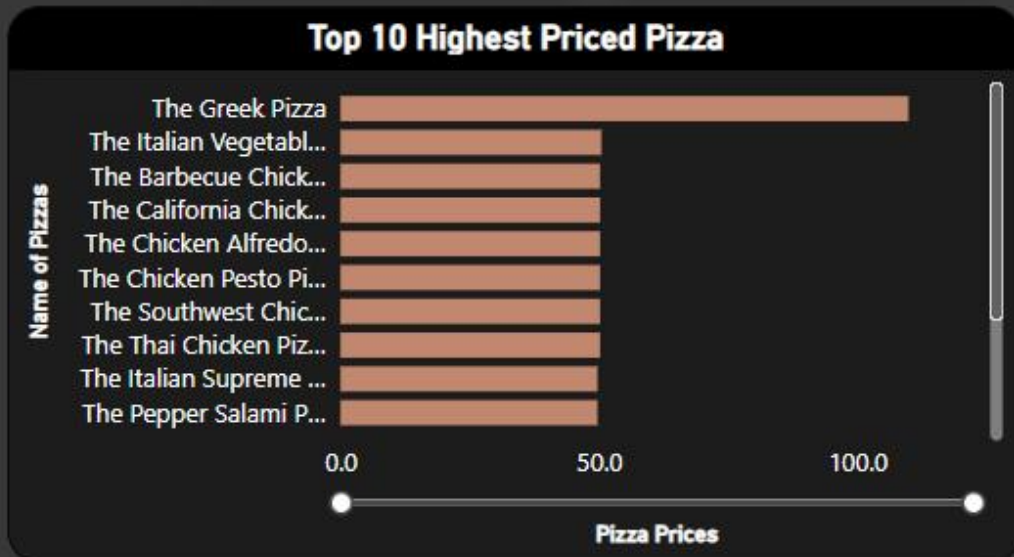 Top 10 Highest Priced Pizza
Name of Pizzas
The Greek Pizza
The Italian Vegetabl...
The Barbecue Chick...
The California Chick...
The Chicken Alfredo...
The Chicken Pesto Pi...
The Southwest Chic...
The Thai Chicken Piz...
The Italian Supreme ...
The Pepper Salami P...
0.0 50.0 100.0
Pizza Prices